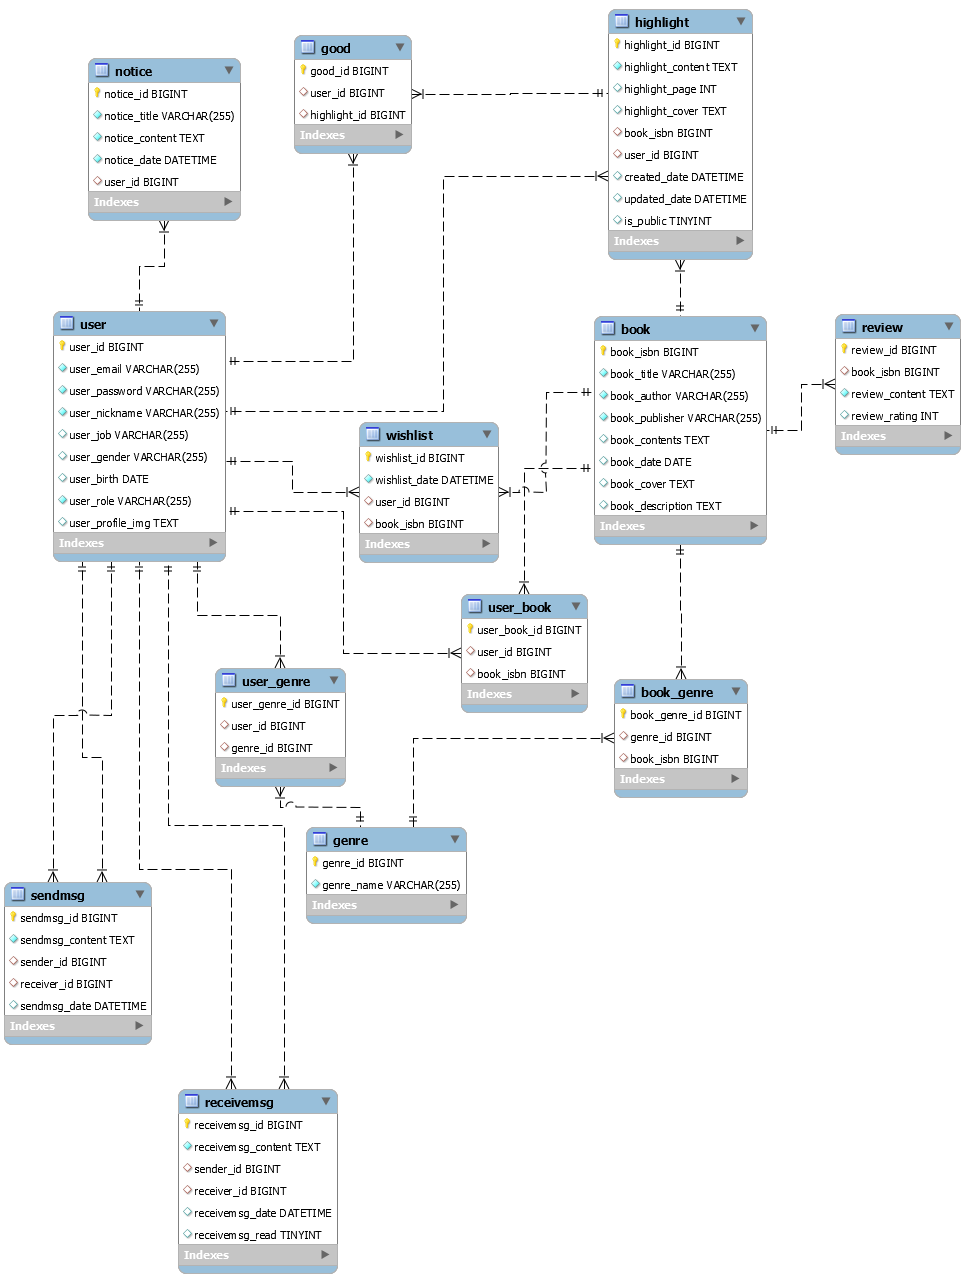 notice
notice_id BIGINT
notice_title VARCHAR(255)
notice_content TEXT
notice_date DATETIME
user_id BIGINT
Indexes
good
good_id BIGINT
user_id BIGINT
highlight_id BIGINT
Indexes
highlight
highlight_id BIGINT
highlight_content TEXT
highlight_page INT
highlight_cover TEXT
book_isbn BIGINT
user_id BIGINT
created_date DATETIME
updated_date DATETIME
is_public TINYINT
Indexes
user
user_id BIGINT
user_email VARCHAR(255)
user_password VARCHAR(255)
user_nickname VARCHAR(255)
user_job VARCHAR(255)
user_gender VARCHAR(255)
user_birth DATE
user_role VARCHAR(255)
user_profile_img TEXT
Indexes
book
book_isbn BIGINT
book_title VARCHAR(255)
book_author VARCHAR(255)
book_publisher VARCHAR(255)
book_contents TEXT
book_date DATE
book_cover TEXT
book_description TEXT
Indexes
review
review_id BIGINT
book_isbn BIGINT
review_content TEXT
review_rating INT
Indexes
wishlist
wishlist_id BIGINT
wishlist_date DATETIME
user_id BIGINT
book_isbn BIGINT
Indexes
user_book
user_book_id BIGINT
user_id BIGINT
book_isbn BIGINT
Indexes
user_genre
user_genre_id BIGINT
user_id BIGINT
genre_id BIGINT
Indexes
book_genre
book_genre_id BIGINT
genre_id BIGINT
book_isbn BIGINT
Indexes
genre
genre_id BIGINT
genre_name VARCHAR(255)
Indexes
sendmsg
sendmsg_id BIGINT
sendmsg_content TEXT
sender_id BIGINT
receiver_id BIGINT
sendmsg_date DATETIME
Indexes
receivemsg
receivemsg_id BIGINT
receivemsg_content TEXT
sender_id BIGINT
receiver_id BIGINT
receivemsg_date DATETIME
receivemsg_read TINYINT
Indexes